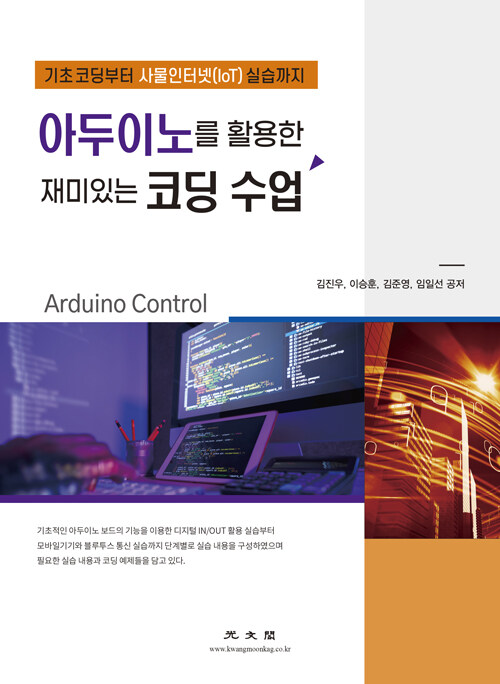 기초 코딩부터 사물인터넷(IoT) 실습까지
아두이노를 활용한
재미있는 코딩 수업
김진우, 이승훈, 김준영, 임일선 공저
Arduino Control
기초적인 아두이노 보드의 기능을 이용한 디지털 IN/OUT 활용 실습부터
모바일기기와 블루투스 통신 실습까지 단계별로 실습 내용을 구성하였으며
필요한 실습 내용과 코딩 예제들을 담고 있다.
光文閣
www.kwangmoonkag.co.kr